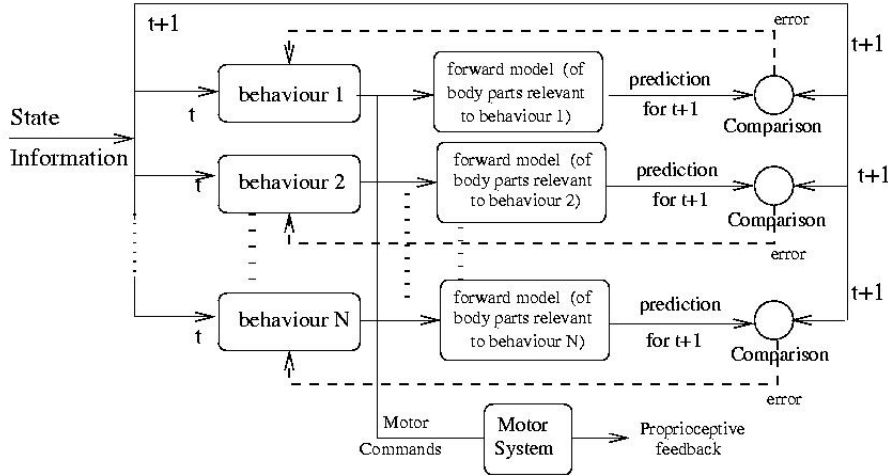 t+1
error
t+1
State
Information
t
behaviour 1
forward model (of
body parts relevant
to behaviour 1)
prediction
for t+1
Comparison
t
behaviour 2
forward model (of
body parts relevant
to behaviour 2)
prediction
for t+1
t+1
Comparison
error
t+1
t
behaviour N
forward model (of
body parts relevant
to behaviour N)
prediction
for t+1
Comparison
error
Motor
Commands
Motor
System
Proprioceptive
feedback